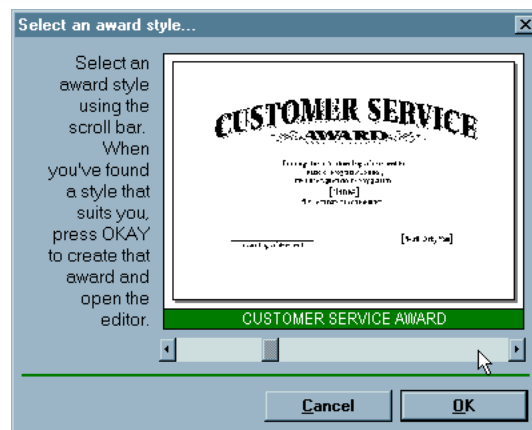 Select an award style...
Select an
award style
using the
scroll bar.
When
you've found
a style that
suits you,
press OKAY
to create that
award and
open the
editor.
CUSTOMER SERVICE
AWARD
CUSTOMER SERVICE AWARD
Cancel
OK